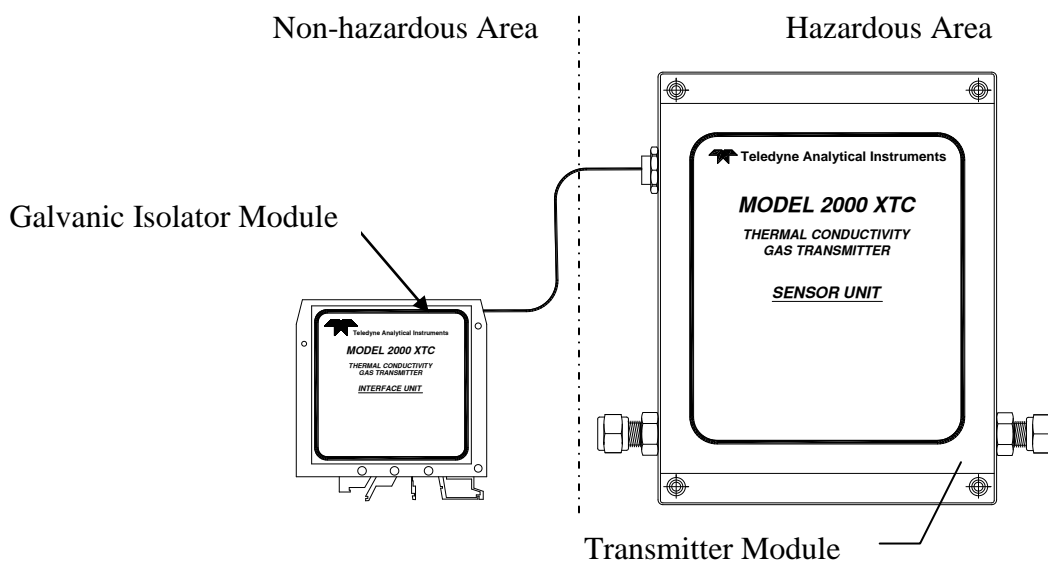 Non-hazardous Area
Hazardous Area
Teledyne Analytical Instruments
MODEL 2000 XTC
THERMAL CONDUCTIVITY
GAS TRANSMITTER
SENSOR UNIT
Galvanic Isolator Module
Teledyne Analytical Instruments
MODEL 2000 XTC
THERMAL CONDUCTIVITY
GAS TRANSMITTER
INTERFACE UNIT
Transmitter Module